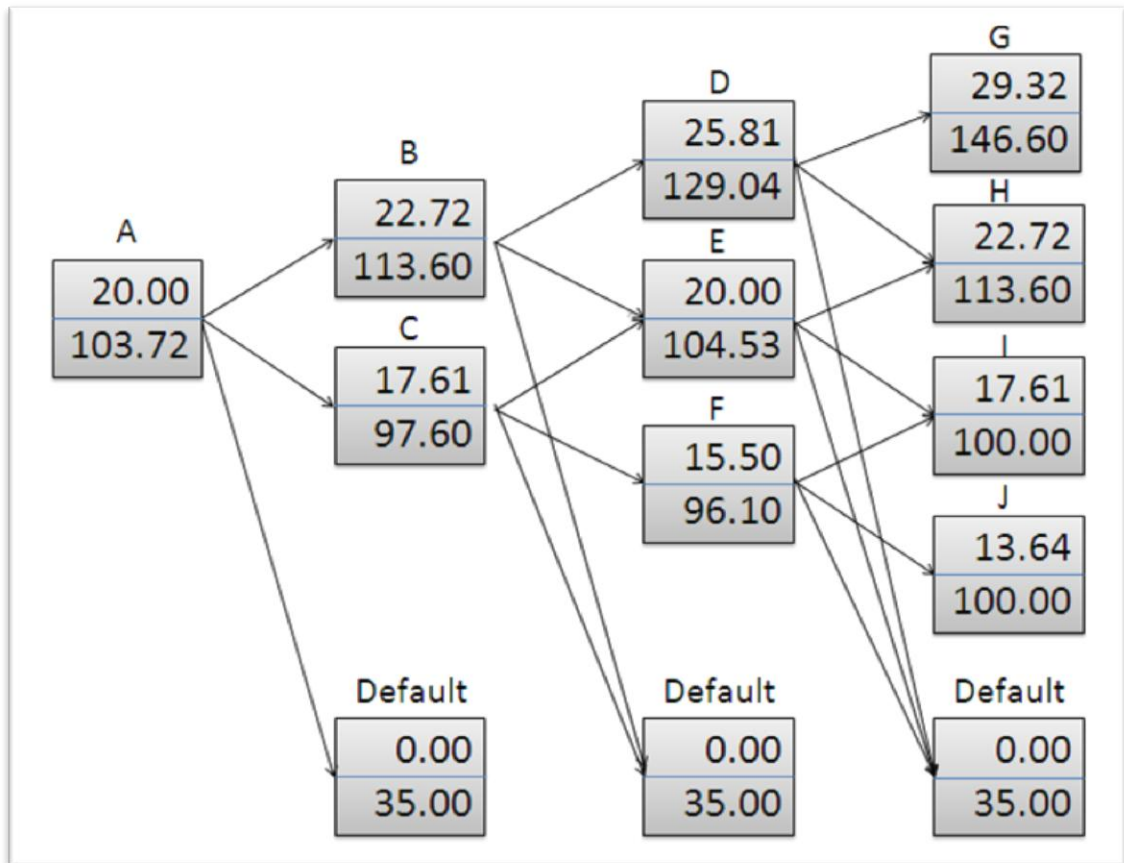 A
20.00
103.72
B
22.72
113.60
C
17.61
97.60
Default
0.00
35.00
D
25.81
129.04
E
20.00
104.53
F
15.50
96.10
Default
0.00
35.00
G
29.32
146.60
H
22.72
113.60
I
17.61
100.00
J
13.64
100.00
Default
0.00
35.00